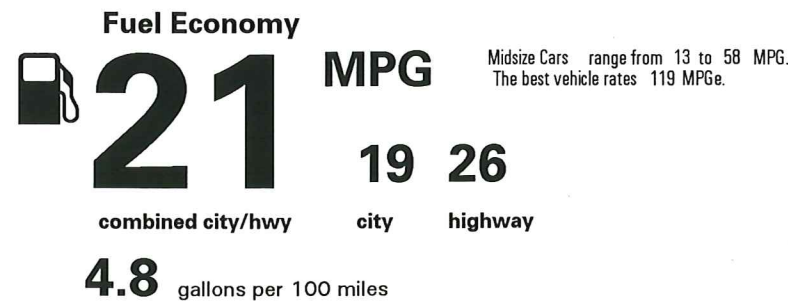 Fuel Economy
21 MPG
Midsize Cars range from 13 to 58 MPG.
The best vehicle rates 119 MPGe.
19 26
combined city/hwy city highway
4.8 gallons per 100 miles